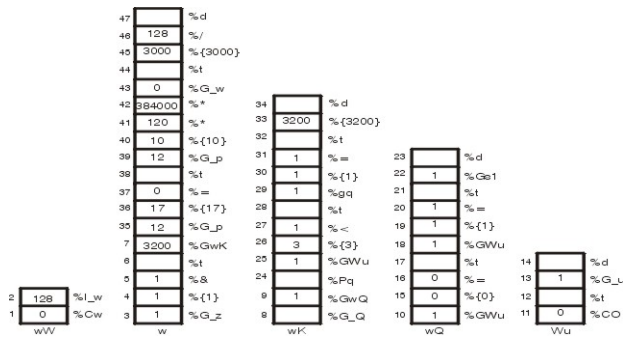 47 %d
46 128 %/
45 3000 %{3000}
44 %t
43 0 %G_w
42 384000 %* 34 %d
41 120 %* 33 3200 %{3200}
40 10 %{10} 32 %t
39 12 %G_p 31 1 %= 23 %d
38 %t 30 1 %{1} 22 1 %Gs1
37 0 %= 29 1 %gq 21 %t
36 17 %{17} 28 %t 20 1 %=
35 12 %G_p 27 1 %< 19 1 %{1}
7 3200 %GwK 26 3 %{3} 18 1 %GWu
6 %t 25 1 %GWu 17 %t 14 %d
5 1 %& 24 %Pq 16 0 %= 13 1 %G_u
2 128 %I_w 4 1 %{1} 9 1 %GwQ 15 0 %{0} 12 %t
1 0 %Cw 3 1 %G_z 8 %G_Q 10 1 %GWu 11 0 %CO
wW w wK wQ Wu